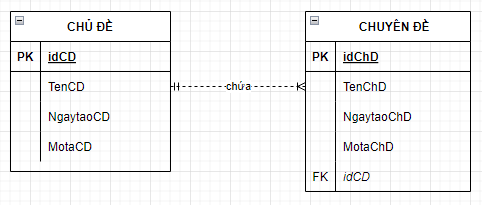 CHỦ ĐỀ
PK idCD
TenCD
NgaytaoCD
MotaCD
chứa
CHUYÊN ĐỀ
PK idChD
TenChD
NgaytaoChD
MotaChD
FK idCD